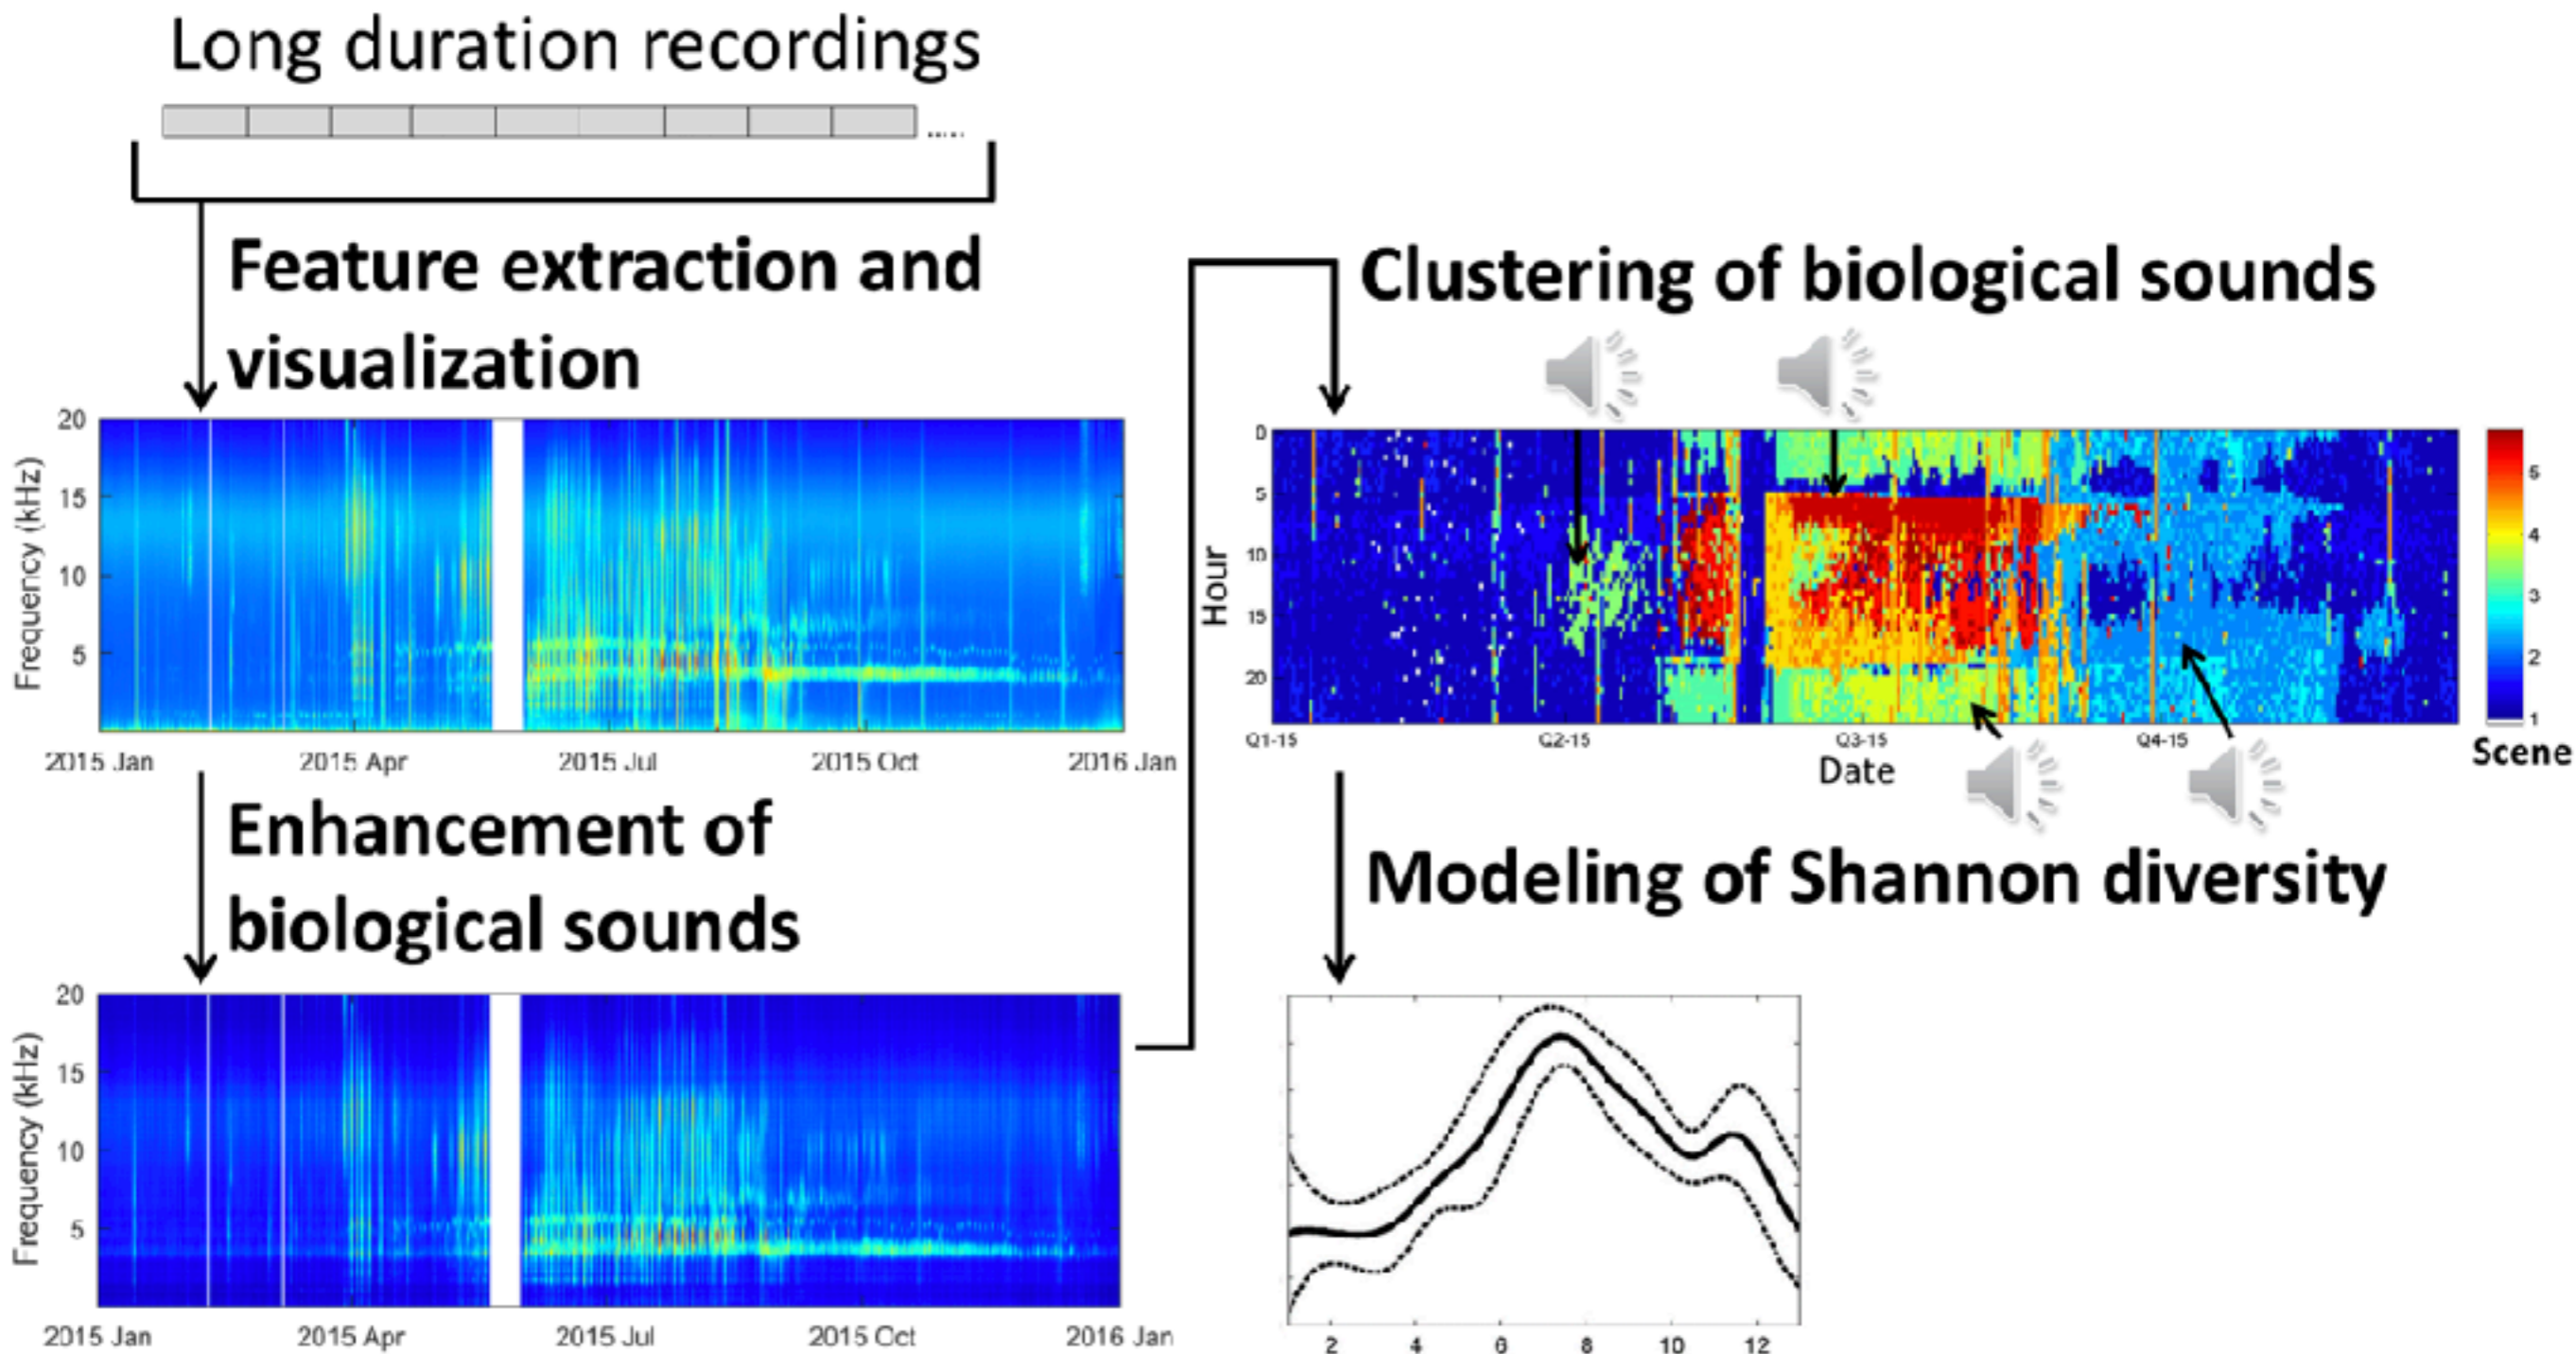 Long duration recordings
.....
Feature extraction and
visualization
20
15
10
5
Frequency (kHz)
2015 Jan
2015 Apr
2015 Jul
2015 Oct
2016 Jan
Enhancement of
biological sounds
20
15
10
5
Frequency (kHz)
2015 Jan
2015 Apr
2015 Jul
2015 Oct
2016 Jan
Clustering of biological sounds
0
5
10
15
20
Hour
Q1-15
Q2-15
Q3-15
Q4-15
Date
5
4
3
2
1
Scene
Modeling of Shannon diversity
2
4
6
8
10
12